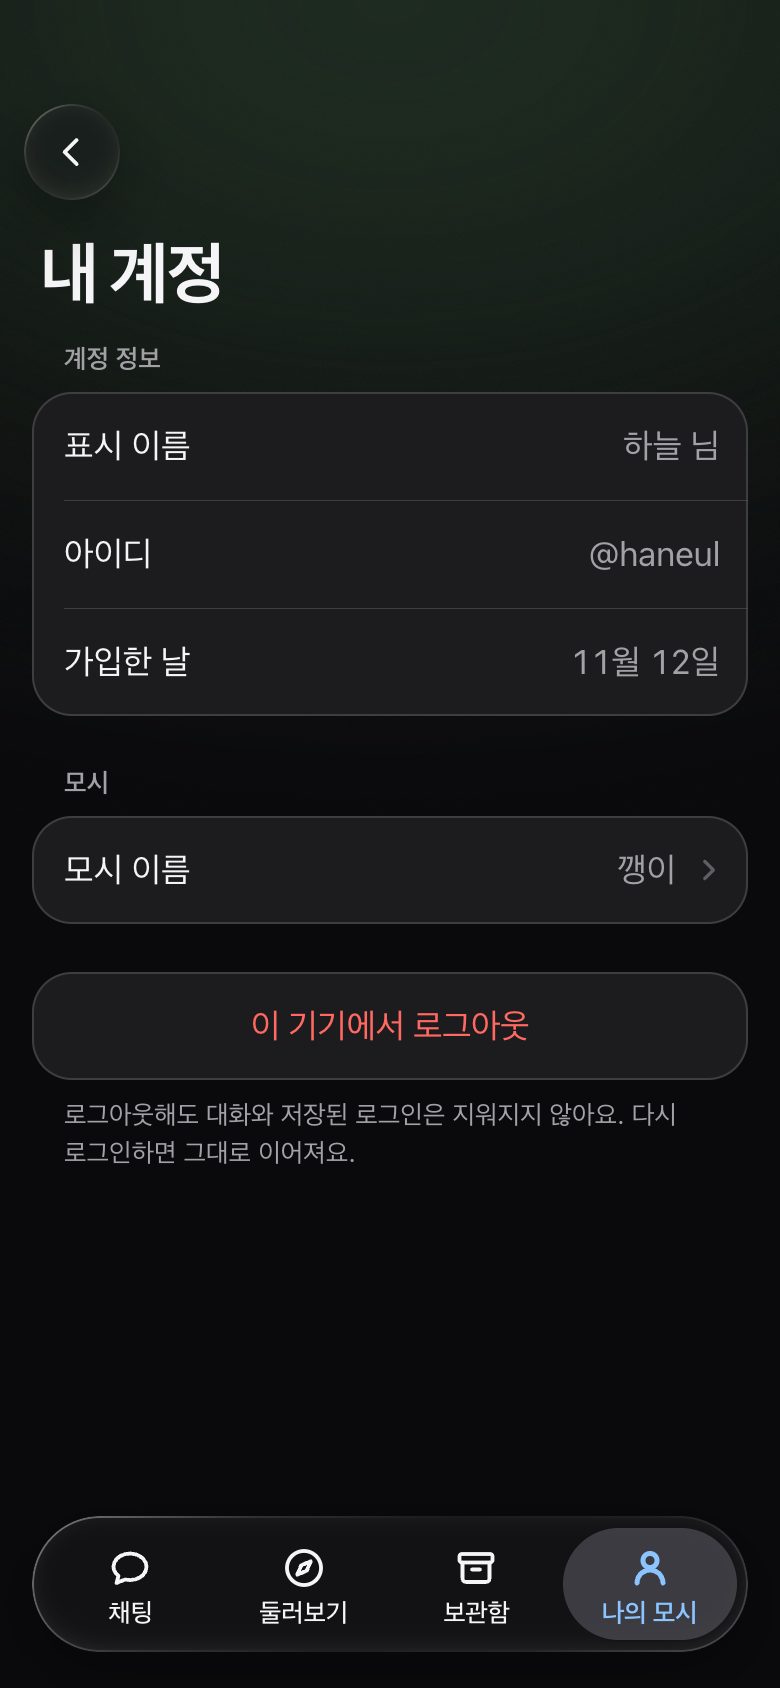 내 계정
계정 정보
표시 이름 하늘 님
아이디 @haneul
가입한 날 11월 12일
모시
모시 이름 깽이
이 기기에서 로그아웃
로그아웃해도 대화와 저장된 로그인은 지워지지 않아요. 다시
로그인하면 그대로 이어져요.
채팅 둘러보기 보관함 나의 모시